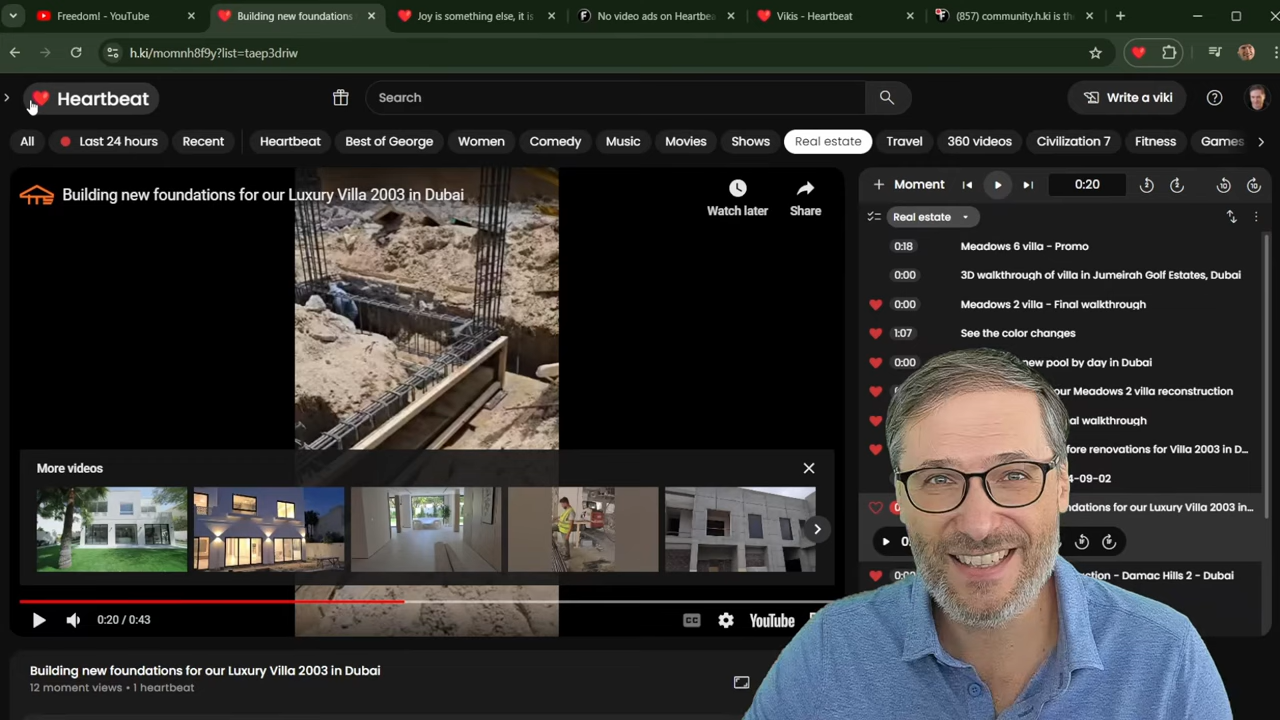 Freedom! - YouTube
Building new foundations
Joy is something else, it is
No video ads on Heartbea
Vikis - Heartbeat
(857) community.h.ki is th
h.ki/momnh8f9y?list=taep3driw
Heartbeat
Search
Write a viki
All
Last 24 hours
Recent
Heartbeat
Best of George
Women
Comedy
Music
Movies
Shows
Real estate
Travel
360 videos
Civilization 7
Fitness
Games
Building new foundations for our Luxury Villa 2003 in Dubai
Watch later
Share
More videos
0:20 / 0:43
CC
YouTube
Building new foundations for our Luxury Villa 2003 in Dubai
12 moment views • 1 heartbeat
Moment
0:20
10
10
Real estate
0:18 Meadows 6 villa - Promo
0:00 3D walkthrough of villa in Jumeirah Golf Estates, Dubai
0:00 Meadows 2 villa - Final walkthrough
1:07 See the color changes
0:00 new pool by day in Dubai
our Meadows 2 villa reconstruction
al walkthrough
fore renovations for Villa 2003 in D...
4-09-02
ndations for our Luxury Villa 2003 in...
ction - Damac Hills 2 - Dubai